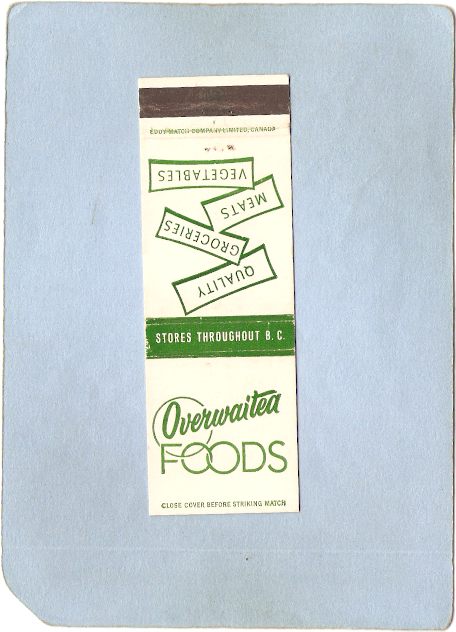 EDDY MATCH COMPANY LIMITED, CANADA
VEGETABLES
MEATS
GROCERIES
QUALITY
STORES THROUGHOUT B. C.
Overwaitea
FOODS
CLOSE COVER BEFORE STRIKING MATCH